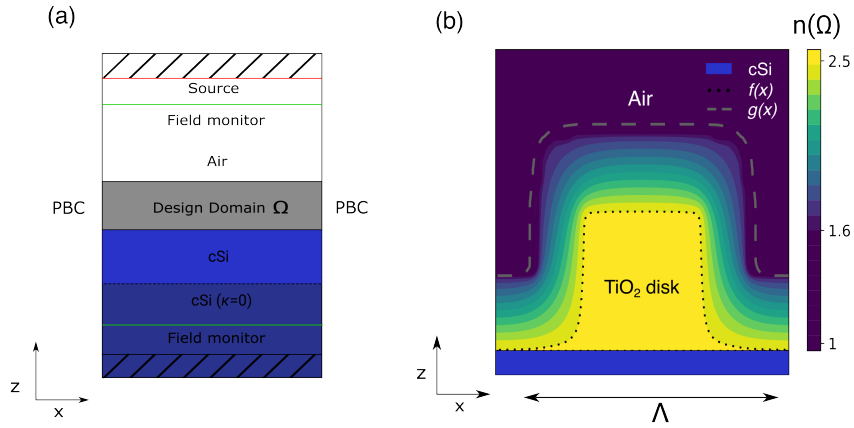 (a)
Source
Field monitor
Air
PBC
Design Domain Ω
PBC
cSi
cSi (κ=0)
Field monitor
z
x
(b)
n(Ω)
cSi
f(x)
g(x)
Air
TiO₂ disk
2.5
1.6
1
z
x
Λ